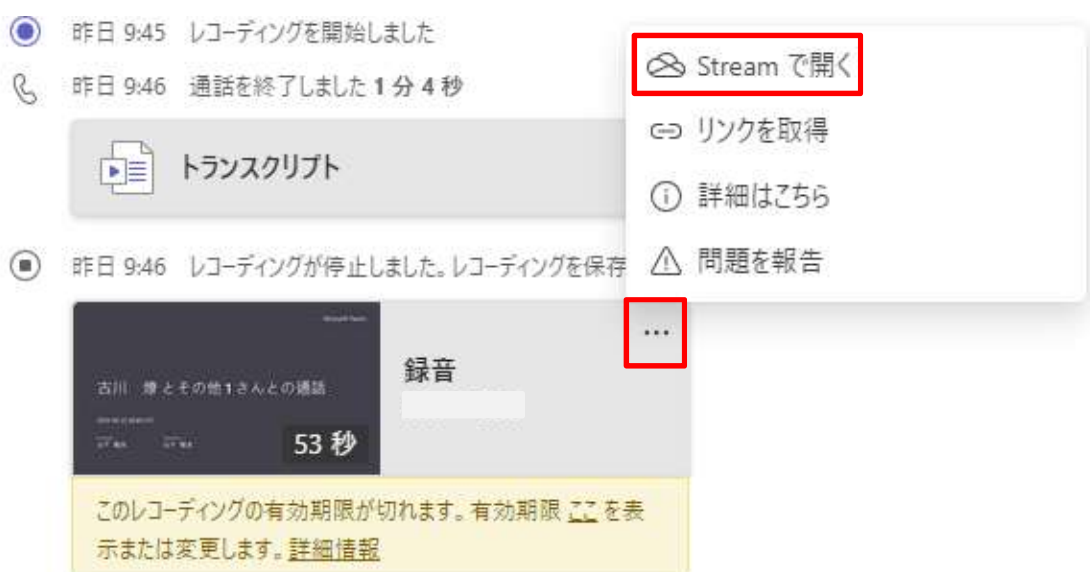 昨日 9:45 レコーディングを開始しました
昨日 9:46 通話を終了しました 1 分 4 秒
トランスクリプト
昨日 9:46 レコーディングが停止しました。レコーディングを保存
Stream で開く
リンクを取得
詳細はこちら
問題を報告
…
録音
古川 とその他1さんとの通話
53 秒
このレコーディングの有効期限が切れます。有効期限 ここ を表
示または変更します。詳細情報